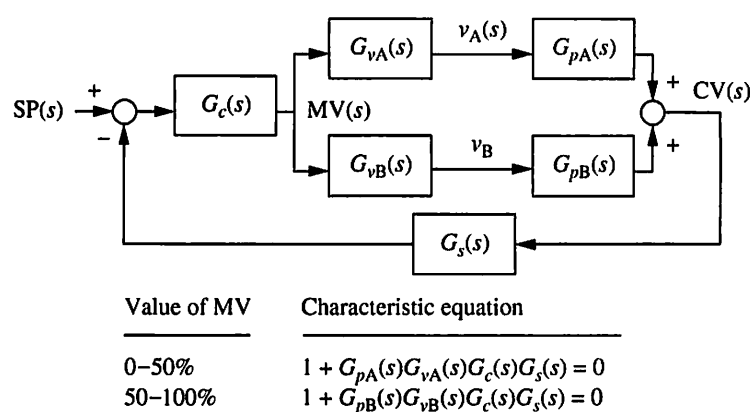 G_vA(s)
v_A(s)
G_pA(s)
SP(s)
+
−
G_c(s)
MV(s)
+
+
CV(s)
G_vB(s)
v_B
G_pB(s)
G_s(s)
Value of MV Characteristic equation
0–50% 1 + G_pA(s)G_vA(s)G_c(s)G_s(s) = 0
50–100% 1 + G_pB(s)G_vB(s)G_c(s)G_s(s) = 0